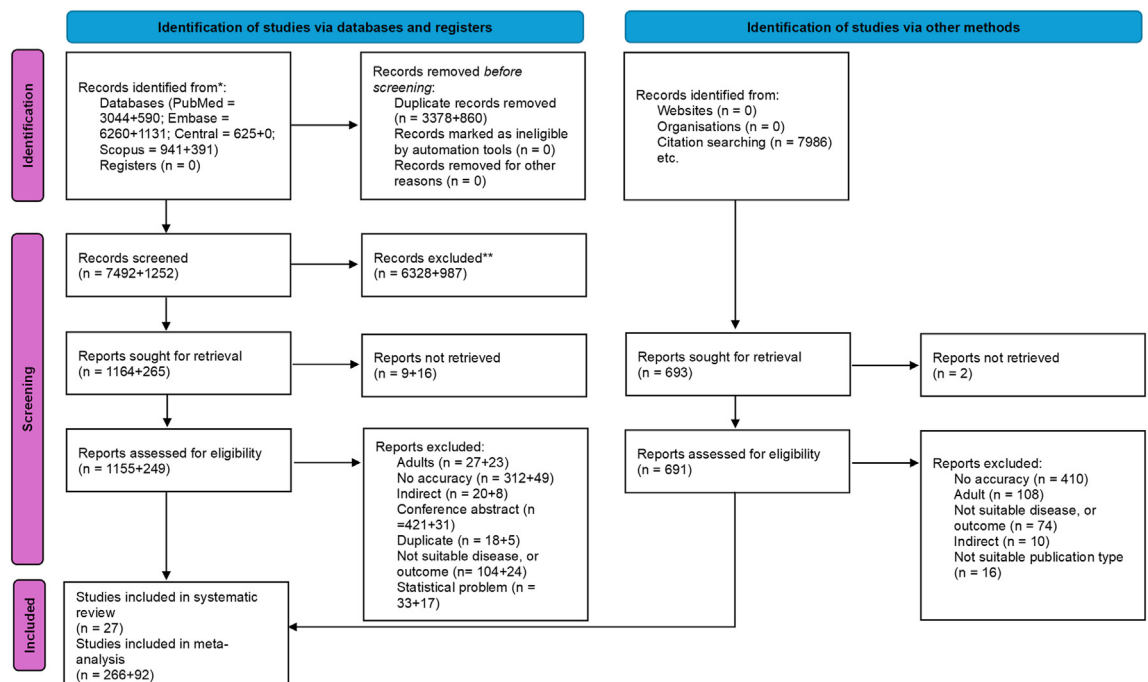 Identification of studies via databases and registers
Identification of studies via other methods
Identification
Records identified from*:
Databases (PubMed =
3044+590; Embase =
6260+1131; Central = 625+0;
Scopus = 941+391)
Registers (n = 0)
Records removed before
screening:
Duplicate records removed
(n = 3378+860)
Records marked as ineligible
by automation tools (n = 0)
Records removed for other
reasons (n = 0)
Records identified from:
Websites (n = 0)
Organisations (n = 0)
Citation searching (n = 7986)
etc.
Screening
Records screened
(n = 7492+1252)
Records excluded**
(n = 6328+987)
Reports sought for retrieval
(n = 1164+265)
Reports not retrieved
(n = 9+16)
Reports sought for retrieval
(n = 693)
Reports not retrieved
(n = 2)
Reports assessed for eligibility
(n = 1155+249)
Reports excluded:
Adults (n = 27+23)
No accuracy (n = 312+49)
Indirect (n = 20+8)
Conference abstract (n
=421+31)
Duplicate (n = 18+5)
Not suitable disease, or
outcome (n= 104+24)
Statistical problem (n =
33+17)
Reports assessed for eligibility
(n = 691)
Reports excluded:
No accuracy (n = 410)
Adult (n = 108)
Not suitable disease, or
outcome (n = 74)
Indirect (n = 10)
Not suitable publication type
(n = 16)
Included
Studies included in systematic
review
(n = 27)
Studies included in meta-
analysis
(n = 266+92)